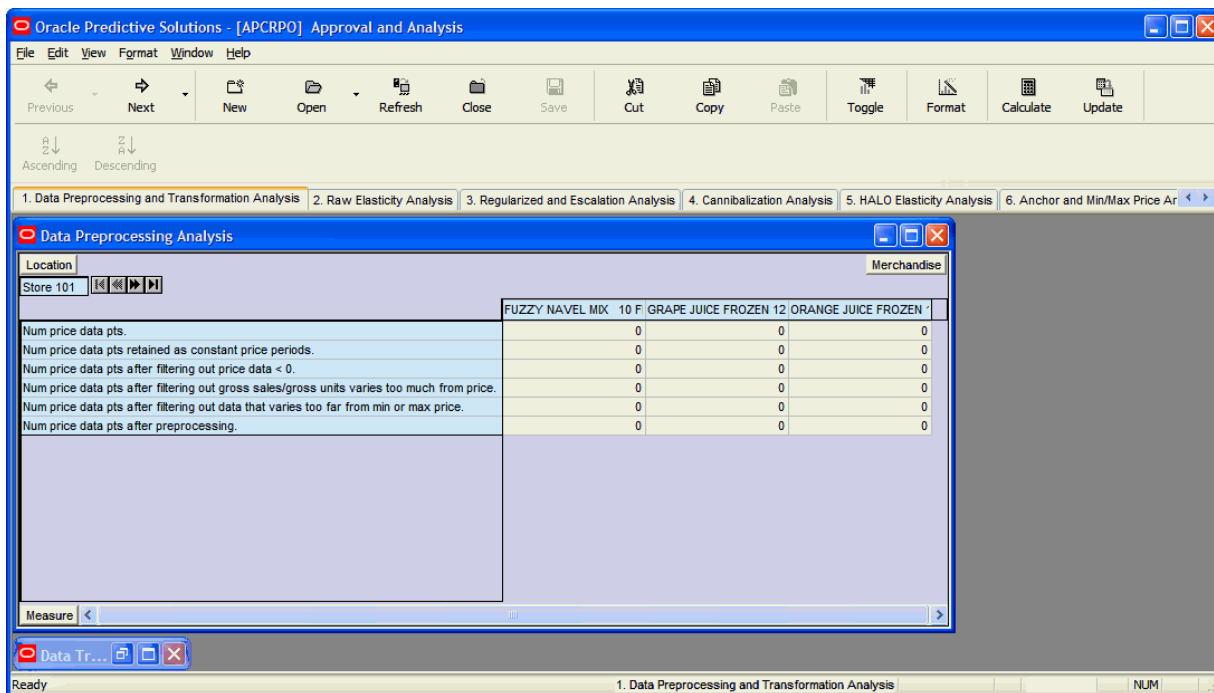 Oracle Predictive Solutions - [APCRPO] Approval and Analysis
File Edit View Format Window Help
Previous Next New Open Refresh Close Save Cut Copy Paste Toggle Format Calculate Update
Ascending Descending
1. Data Preprocessing and Transformation Analysis 2. Raw Elasticity Analysis 3. Regularized and Escalation Analysis 4. Cannibalization Analysis 5. HALO Elasticity Analysis 6. Anchor and Min/Max Price Ar
Data Preprocessing Analysis
Location Merchandise
Store 101
FUZZY NAVEL MIX 10 F GRAPE JUICE FROZEN 12 ORANGE JUICE FROZEN
Num price data pts. 0 0 0
Num price data pts retained as constant price periods. 0 0 0
Num price data pts after filtering out price data < 0. 0 0 0
Num price data pts after filtering out gross sales/gross units varies too much from price. 0 0 0
Num price data pts after filtering out data that varies too far from min or max price. 0 0 0
Num price data pts after preprocessing. 0 0 0
Measure
Data Tr...
Ready 1. Data Preprocessing and Transformation Analysis NUM